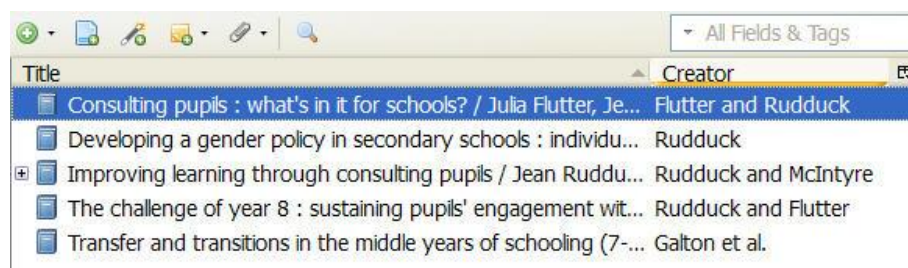 All Fields & Tags
Title Creator
Consulting pupils : what's in it for schools? / Julia Flutter, Je... Flutter and Rudduck
Developing a gender policy in secondary schools : individu... Rudduck
Improving learning through consulting pupils / Jean Ruddu... Rudduck and McIntyre
The challenge of year 8 : sustaining pupils' engagement wit... Rudduck and Flutter
Transfer and transitions in the middle years of schooling (7-... Galton et al.